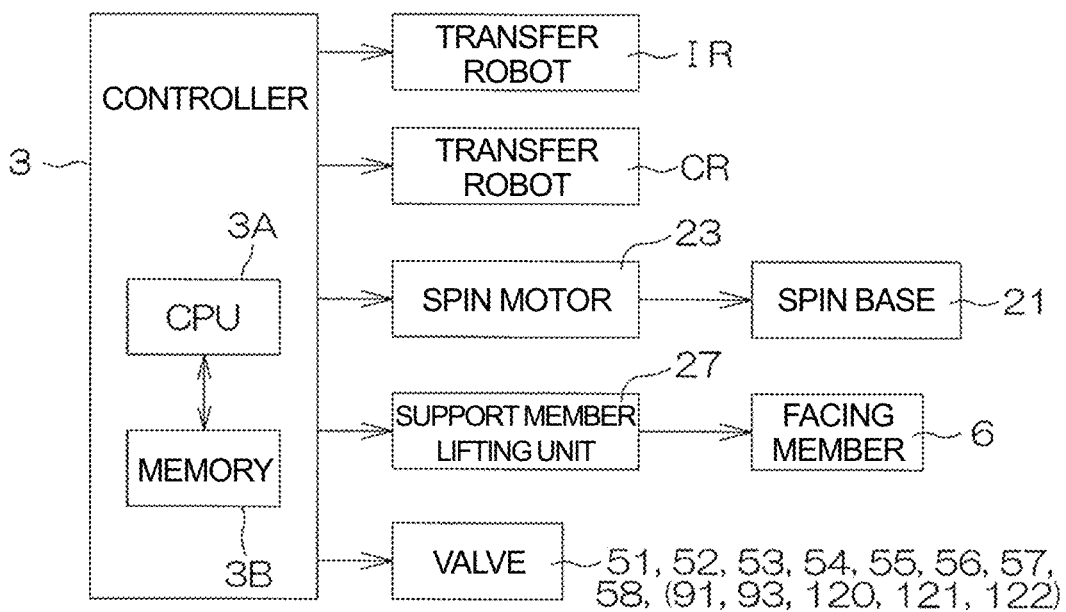 TRANSFER
ROBOT
IR
CONTROLLER
3
TRANSFER
ROBOT
CR
3A
CPU
23
SPIN MOTOR
SPIN BASE
21
27
SUPPORT MEMBER
LIFTING UNIT
FACING
MEMBER
6
MEMORY
3B
VALVE
51, 52, 53, 54, 55, 56, 57,
58, (91, 93, 120, 121, 122)